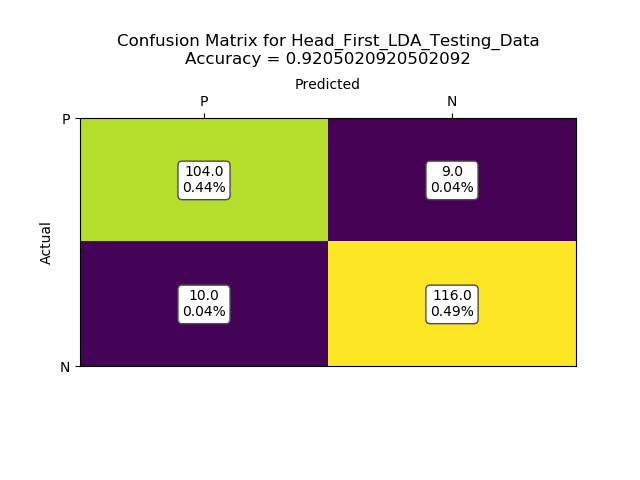 Confusion Matrix for Head_First_LDA_Testing_Data
Accuracy = 0.9205020920502092
Predicted
P N
P
104.0 9.0
0.44% 0.04%
Actual
10.0 116.0
0.04% 0.49%
N